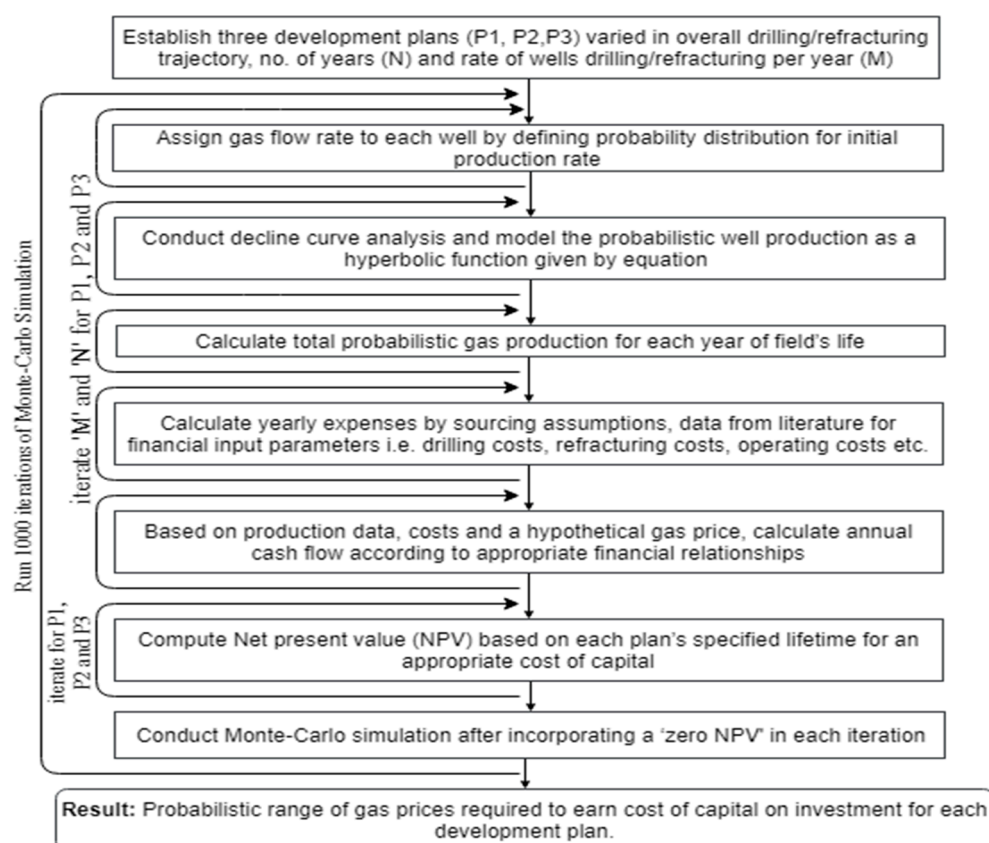 Establish three development plans (P1, P2,P3) varied in overall drilling/refracturing
trajectory, no. of years (N) and rate of wells drilling/refracturing per year (M)
Assign gas flow rate to each well by defining probability distribution for initial
production rate
Conduct decline curve analysis and model the probabilistic well production as a
hyperbolic function given by equation
Calculate total probabilistic gas production for each year of field's life
Calculate yearly expenses by sourcing assumptions, data from literature for
financial input parameters i.e. drilling costs, refracturing costs, operating costs etc.
Based on production data, costs and a hypothetical gas price, calculate annual
cash flow according to appropriate financial relationships
Compute Net present value (NPV) based on each plan's specified lifetime for an
appropriate cost of capital
Conduct Monte-Carlo simulation after incorporating a 'zero NPV' in each iteration
Result: Probabilistic range of gas prices required to earn cost of capital on investment for each
development plan.
Run 1000 iterations of Monte-Carlo Simulation
iterate 'M' and 'N' for P1, P2 and P3
iterate for P1,
P2 and P3